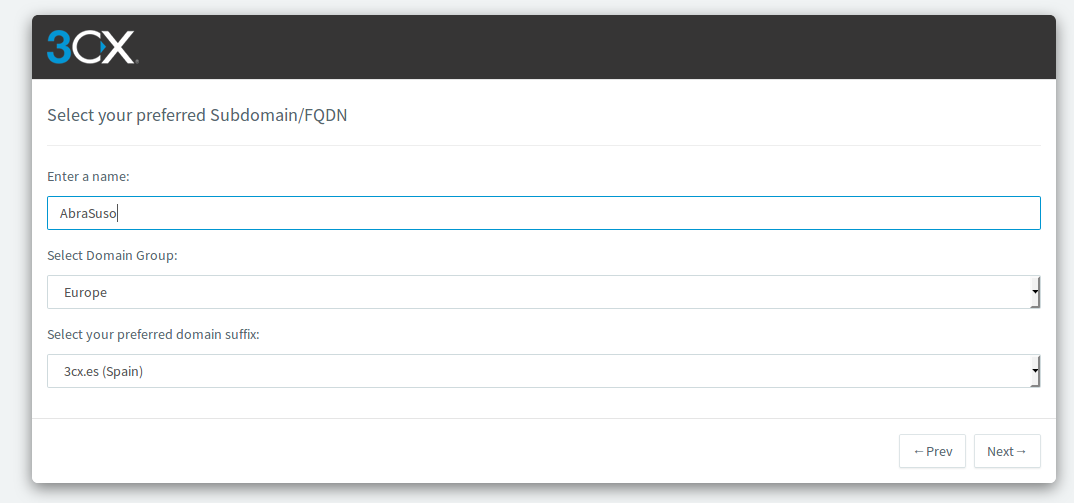 3CX
Select your preferred Subdomain/FQDN
Enter a name:
AbraSuso
Select Domain Group:
Europe
Select your preferred domain suffix:
3cx.es (Spain)
←Prev Next→